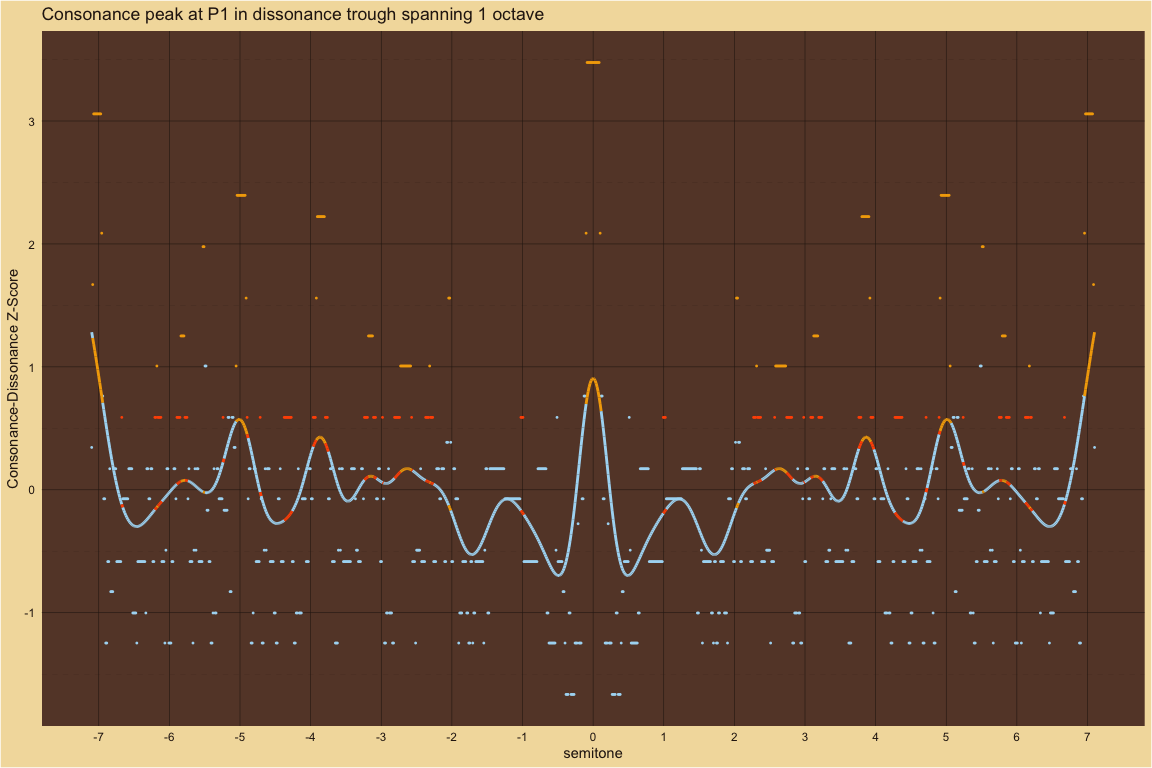 Consonance peak at P1 in dissonance trough spanning 1 octave
Consonance-Dissonance Z-Score
3
2
1
0
-1
-7 -6 -5 -4 -3 -2 -1 0 1 2 3 4 5 6 7
semitone